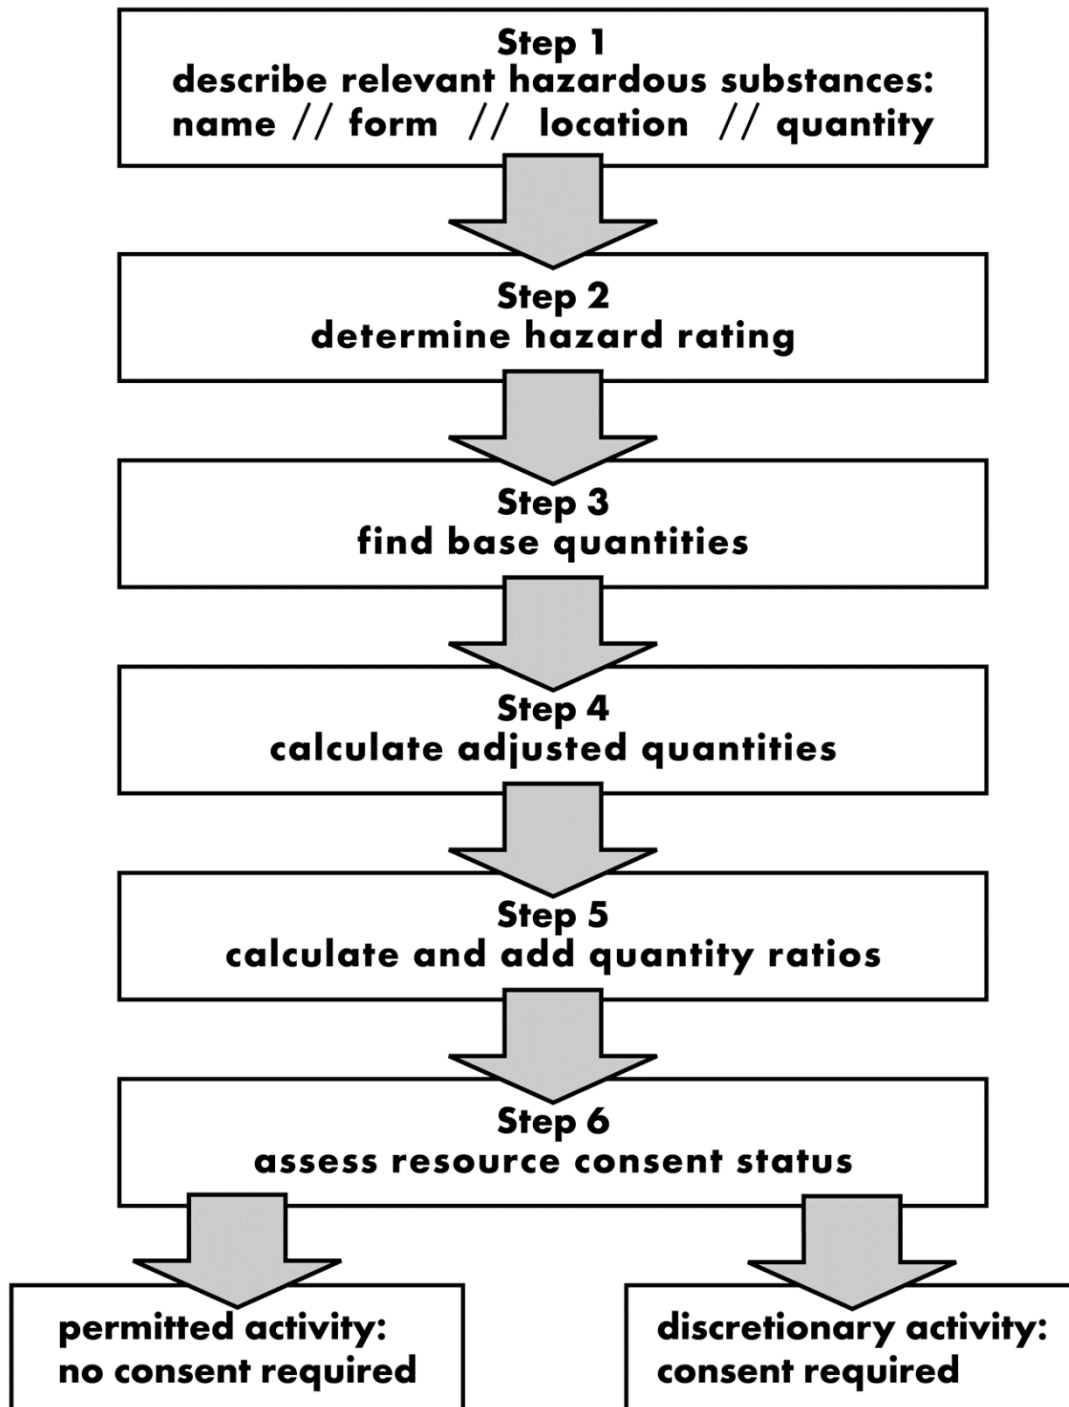 Step 1
describe relevant hazardous substances:
name // form // location // quantity
Step 2
determine hazard rating
Step 3
find base quantities
Step 4
calculate adjusted quantities
Step 5
calculate and add quantity ratios
Step 6
assess resource consent status
permitted activity:
no consent required
discretionary activity:
consent required